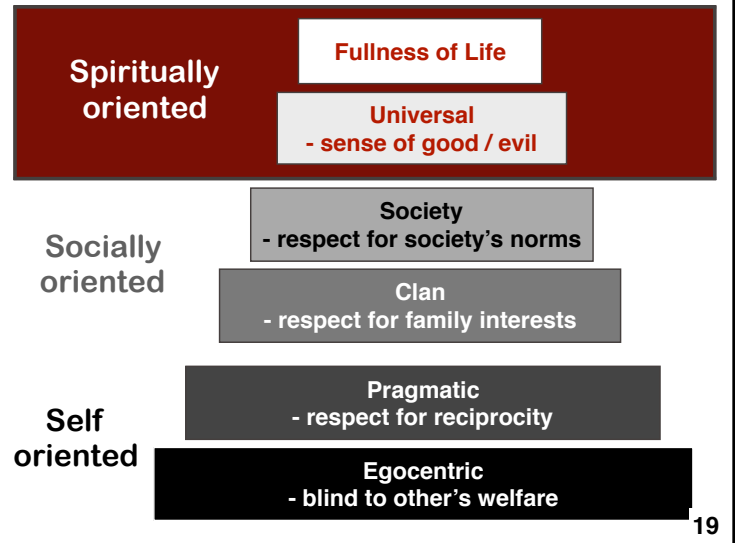 Spiritually
oriented
Fullness of Life
Universal
- sense of good / evil
Socially
oriented
Society
- respect for society's norms
Clan
- respect for family interests
Self
oriented
Pragmatic
- respect for reciprocity
Egocentric
- blind to other's welfare
19